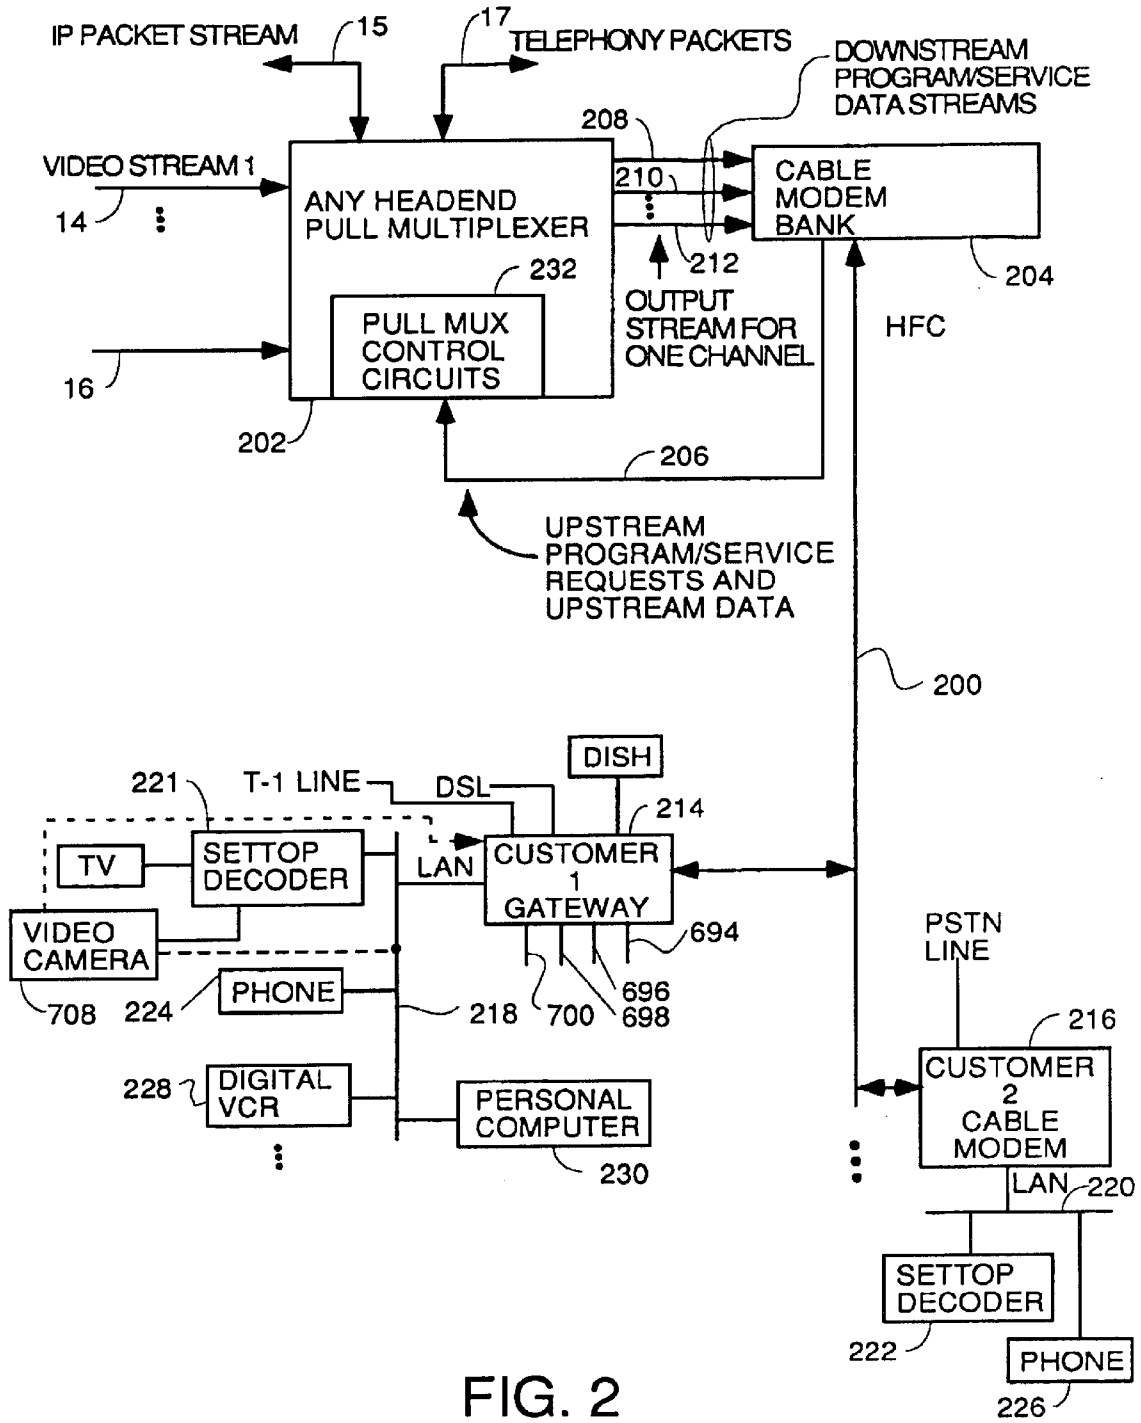 IP PACKET STREAM
15
17
TELEPHONY PACKETS
DOWNSTREAM
PROGRAM/SERVICE
DATA STREAMS
VIDEO STREAM 1
14
16
ANY HEADEND
PULL MULTIPLEXER
232
PULL MUX
CONTROL
CIRCUITS
202
208
210
212
OUTPUT
STREAM FOR
ONE CHANNEL
CABLE
MODEM
BANK
204
HFC
206
UPSTREAM
PROGRAM/SERVICE
REQUESTS AND
UPSTREAM DATA
200
DISH
T-1 LINE
DSL
214
221
TV
SETTOP
DECODER
LAN
CUSTOMER
1
GATEWAY
VIDEO
CAMERA
708
694
696
698
700
224
PHONE
218
228
DIGITAL
VCR
PERSONAL
COMPUTER
230
PSTN
LINE
216
CUSTOMER
2
CABLE
MODEM
LAN
220
SETTOP
DECODER
222
PHONE
226
FIG. 2